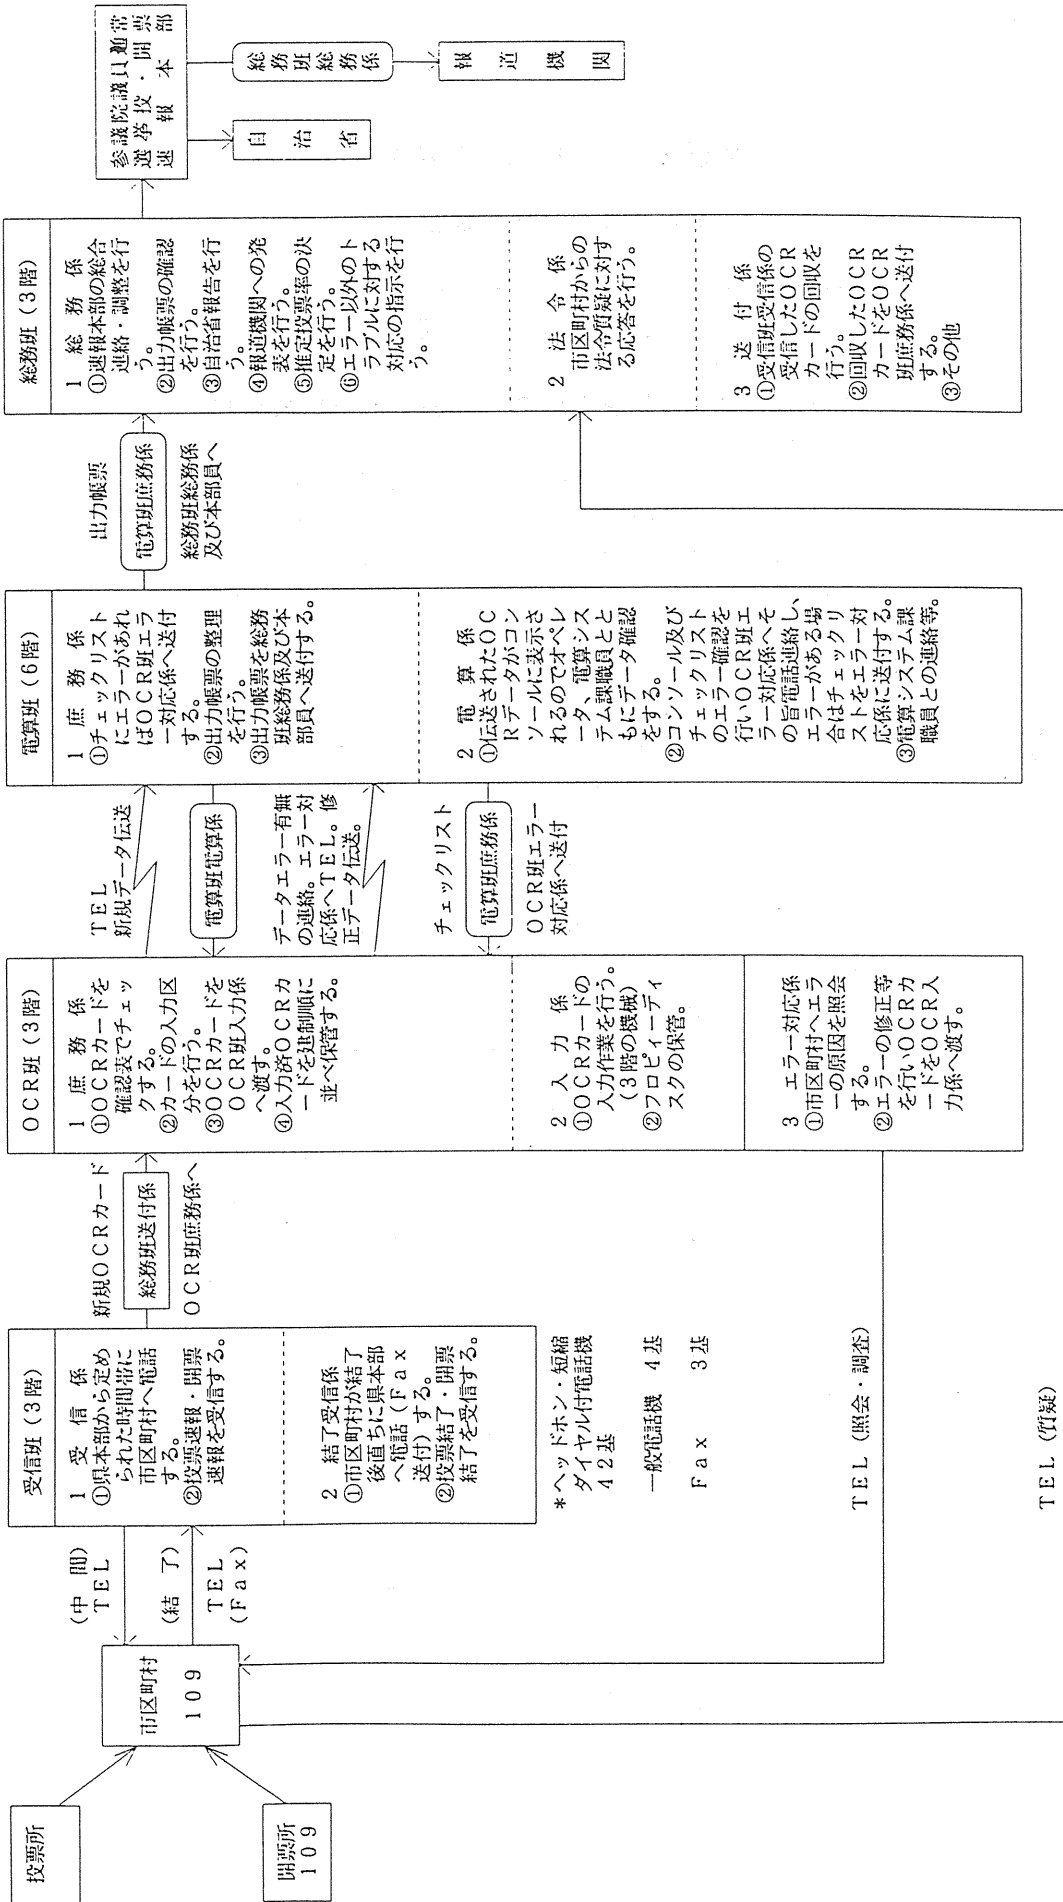 投票所
開票所
109
市区町村
109
(中 間)
TEL
(結 了)
TEL
(Fax)
受信班(3階)
1 受 信 係
①県本部から定め
られた時間帯に
市区町村へ電話
する。
②投票速報・開票
速報を受信する。
2 結了受信係
①市区町村が結了
後直ちに県本部
へ電話(Fax
送付)する。
②投票結了・開票
結了を受信する。
*ヘッドホン・短縮
ダイヤル付電話機
42基
一般電話機 4基
Fax 3基
新規OCRカード
総務班送付係
OCR班庶務係へ
OCR班(3階)
1 庶 務 係
①OCRカードを
確認表でチェッ
クする。
②カードの入力区
分を行う。
③OCRカードを
OCR班入力係
へ渡す。
④入力済OCRカ
ードを建制順に
並べ保管する。
2 入 力 係
①OCRカードの
入力作業を行う。
(3階の機械)
②フロピィーディ
スクの保管。
3 エラー対応係
①市区町村へエラ
ーの原因を照会
する。
②エラーの修正等
を行いOCRカ
ードをOCR入
力係へ渡す。
TEL(照会・調査)
TEL(質疑)
TEL
新規データ伝送
電算班電算係
データエラー有無
の連絡。エラー対
応係へTEL。修
正データ伝送。
チェックリスト
電算班庶務係
OCR班エラー
対応係へ送付
電算班(6階)
1 庶 務 係
①チェックリスト
にエラーがあれ
ばOCR班エラ
ー対応係へ送付
する。
②出力帳票の整理
を行う。
③出力帳票を総務
班総務係及び本
部員へ送付する。
2 電 算 係
①伝送されたOC
Rデータがコン
ソールに表示さ
れるのでオペレ
ータ、電算シス
テム課職員とと
もにデータ確認
をする。
②コンソール及び
チェックリスト
のエラー確認を
行いOCR班エ
ラー対応係へそ
の旨電話連絡し、
エラーがある場
合はチェックリ
ストをエラー対
応係に送付する。
③電算システム課
職員との連絡等。
出力帳票
電算班庶務係
総務班総務係
及び本部員へ
総務班(3階)
1 総 務 係
①速報本部の総合
連絡・調整を行
う。
②出力帳票の確認
を行う。
③自治省報告を行
う。
④報道機関への発
表を行う。
⑤推定投票率の決
定を行う。
⑥エラー以外のト
ラブルに対する
対応の指示を行
う。
2 法 令 係
市区町村からの
法令質疑に対す
る応答を行う。
3 送 付 係
①受信班受信係の
受信したOCR
カードの回収を
行う。
②回収したOCR
カードをOCR
班庶務係へ送付
する。
③その他
参議院議員通常
選挙投・開票
速報本部
自治省
総務班総務係
報道機関